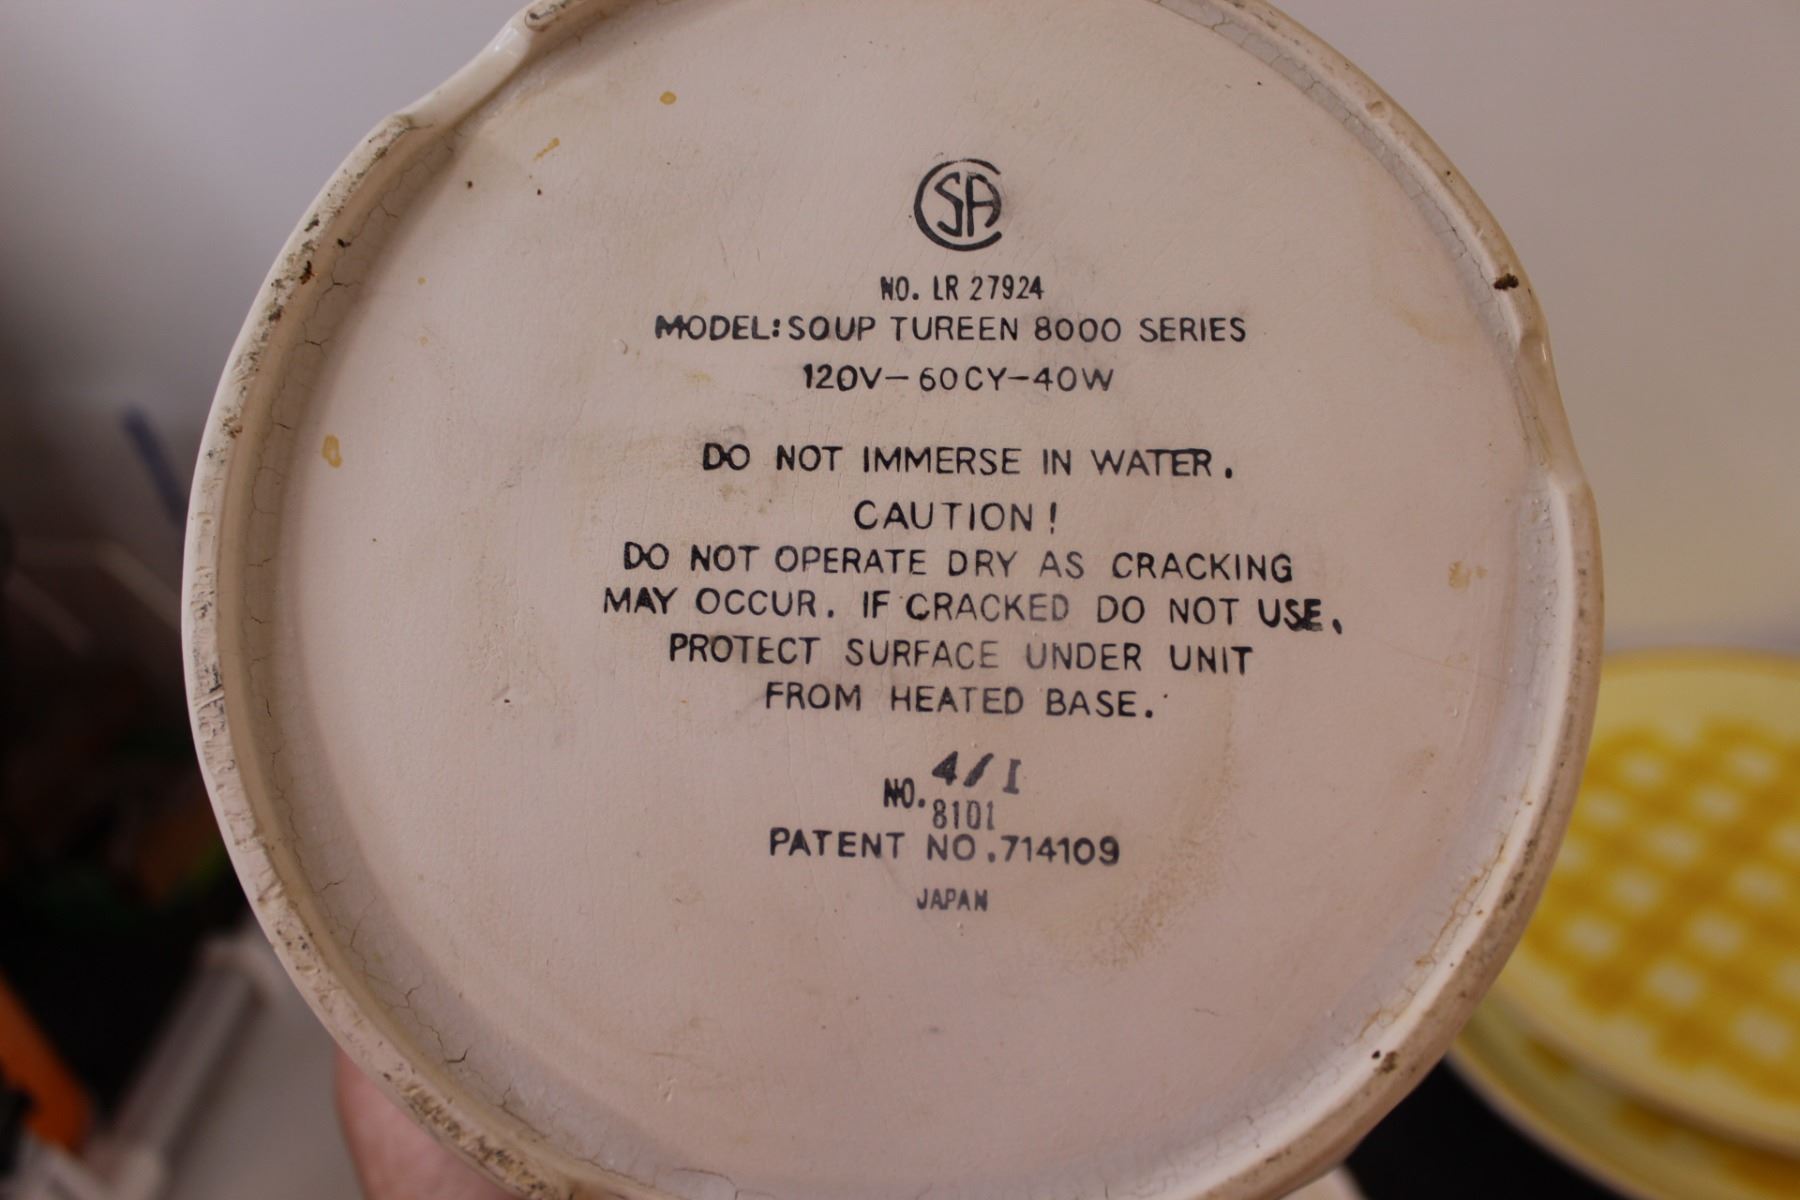 CSA
NO. LR 27924
MODEL: SOUP TUREEN 8000 SERIES
120V-60CY-40W
DO NOT IMMERSE IN WATER.
CAUTION!
DO NOT OPERATE DRY AS CRACKING
MAY OCCUR. IF CRACKED DO NOT USE.
PROTECT SURFACE UNDER UNIT
FROM HEATED BASE.
4/1
NO. 8101
PATENT NO. 714109
JAPAN